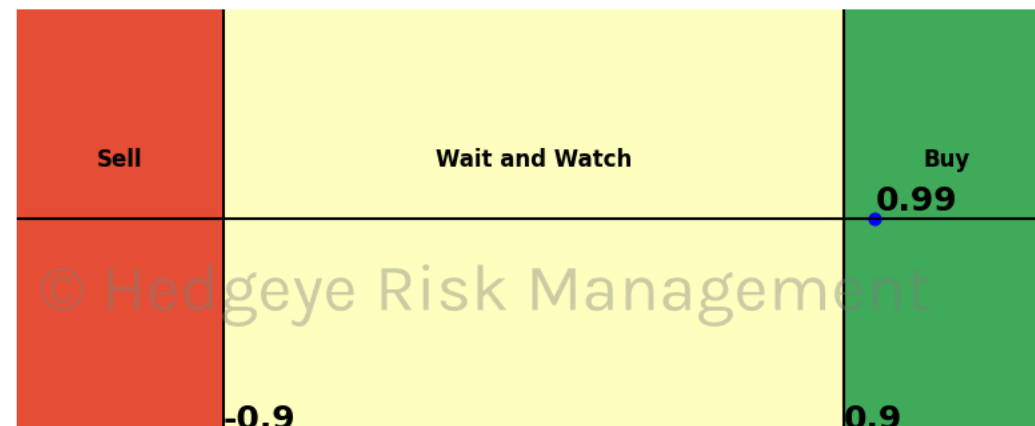 Sell
Wait and Watch
Buy
0.99
© Hedgeye Risk Management
-0.9
0.9